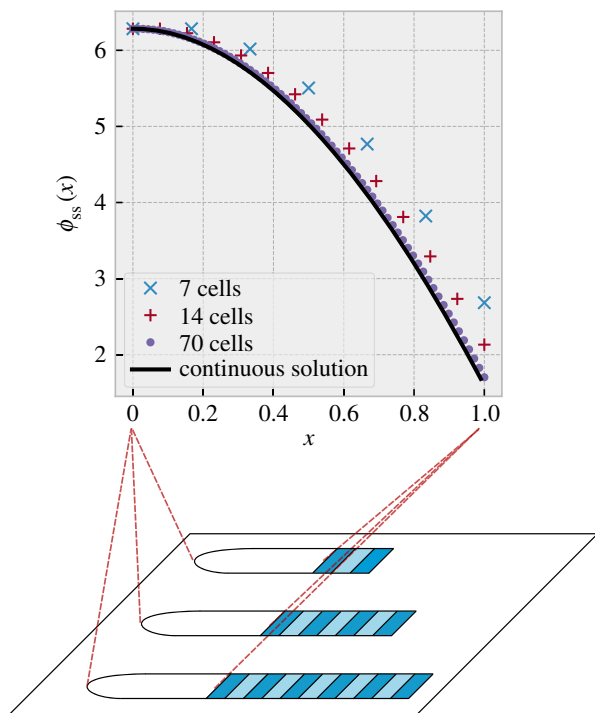 6
5
4
3
2
ϕss (x)
7 cells
14 cells
70 cells
continuous solution
0 0.2 0.4 0.6 0.8 1.0
x